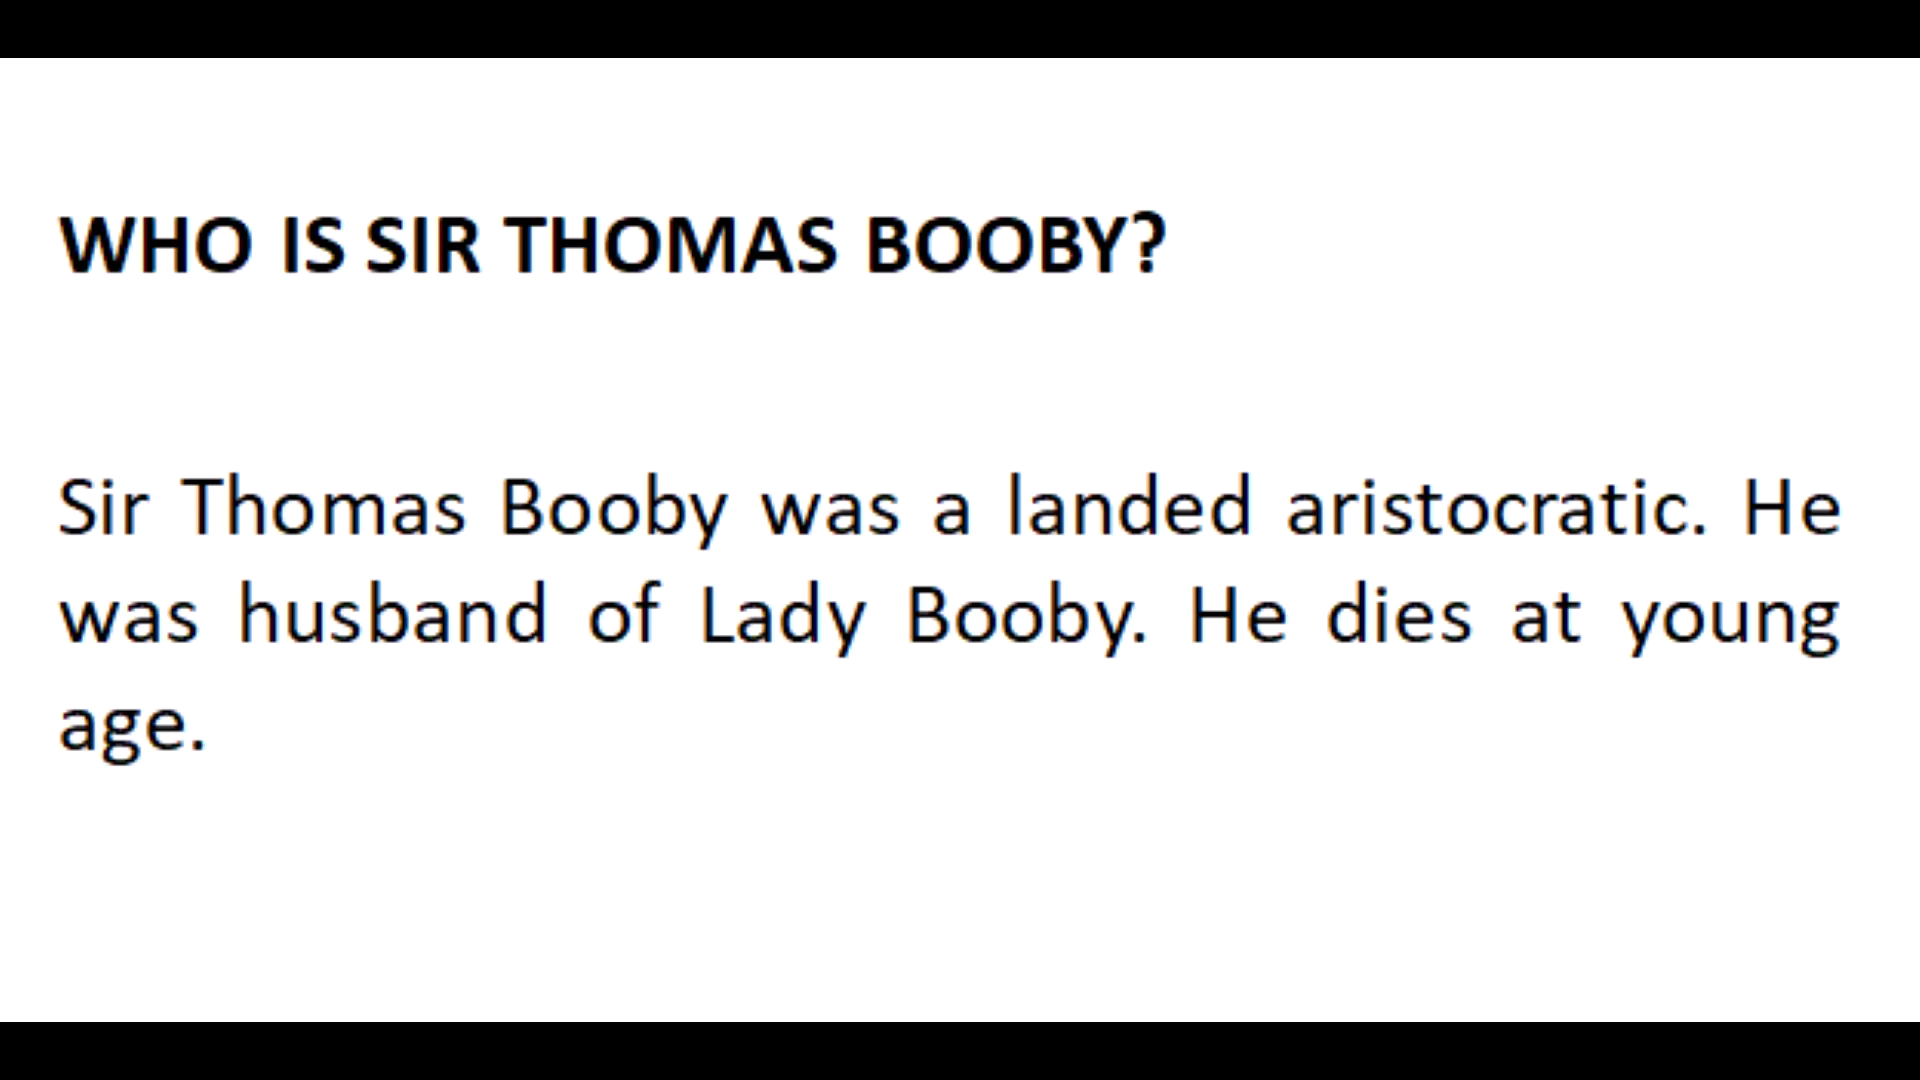 WHO IS SIR THOMAS BOOBY?
Sir Thomas Booby was a landed aristocratic. He
was husband of Lady Booby. He dies at young
age.